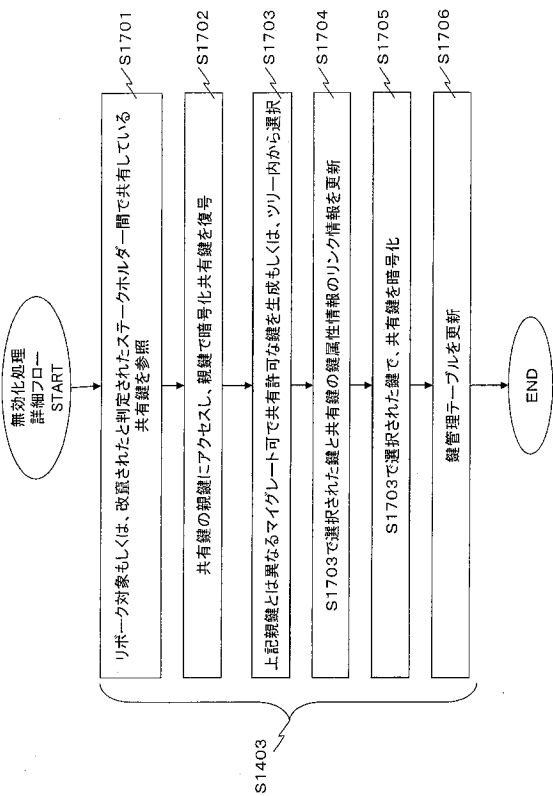 無効化処理
詳細フロー
START
リボーク対象もしくは、改竄されたと判定されたステークホルダー間で共有している
共有鍵を参照
S1701
共有鍵の親鍵にアクセスし、親鍵で暗号化共有鍵を復号
S1702
上記親鍵とは異なるマイグレート可で共有許可な鍵を生成もしくは、ツリー内から選択
S1703
S1703で選択された鍵と共有鍵の鍵属性情報のリンク情報を更新
S1704
S1703で選択された鍵で、共有鍵を暗号化
S1705
鍵管理テーブルを更新
S1706
S1403
END